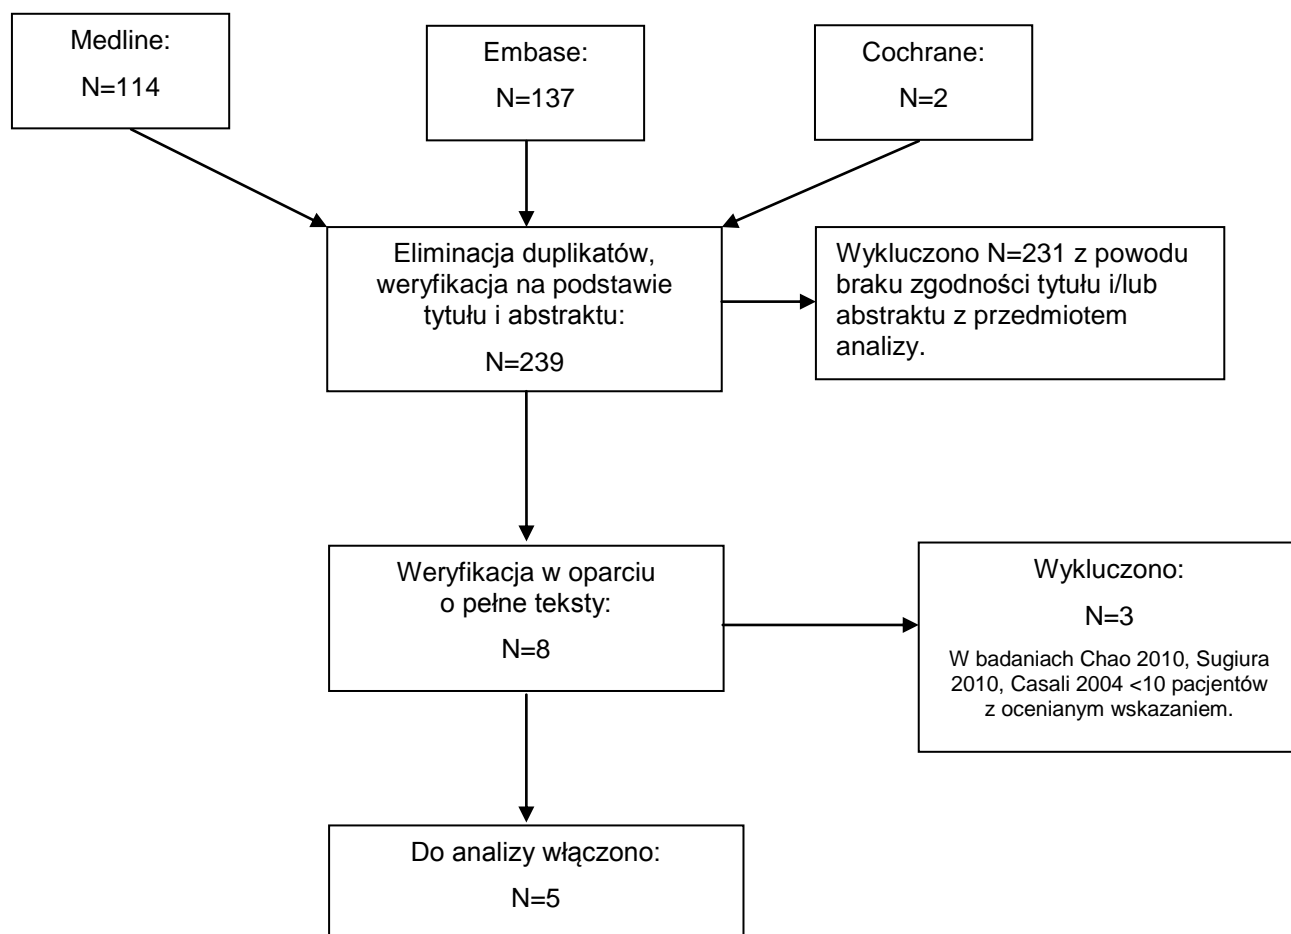 Medline:
N=114
Embase:
N=137
Cochrane:
N=2
Eliminacja duplikatów,
weryfikacja na podstawie
tytułu i abstraktu:
N=239
Wykluczono N=231 z powodu
braku zgodności tytułu i/lub
abstraktu z przedmiotem
analizy.
Weryfikacja w oparciu
o pełne teksty:
N=8
Wykluczono:
N=3
W badaniach Chao 2010, Sugiura
2010, Casali 2004 <10 pacjentów
z ocenianym wskazaniem.
Do analizy włączono:
N=5